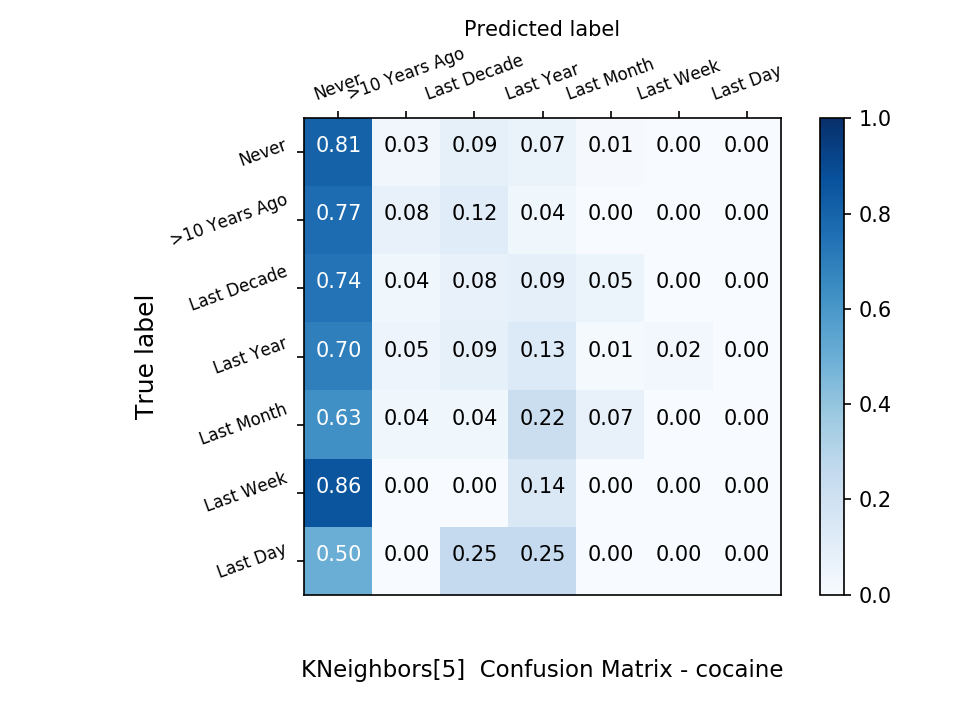 Predicted label
Never >10 Years Ago Last Decade Last Year Last Month Last Week Last Day
Never 0.81 0.03 0.09 0.07 0.01 0.00 0.00
>10 Years Ago 0.77 0.08 0.12 0.04 0.00 0.00 0.00
Last Decade 0.74 0.04 0.08 0.09 0.05 0.00 0.00
Last Year 0.70 0.05 0.09 0.13 0.01 0.02 0.00
Last Month 0.63 0.04 0.04 0.22 0.07 0.00 0.00
Last Week 0.86 0.00 0.00 0.14 0.00 0.00 0.00
Last Day 0.50 0.00 0.25 0.25 0.00 0.00 0.00
True label
1.0
0.8
0.6
0.4
0.2
0.0
KNeighbors[5]  Confusion Matrix - cocaine